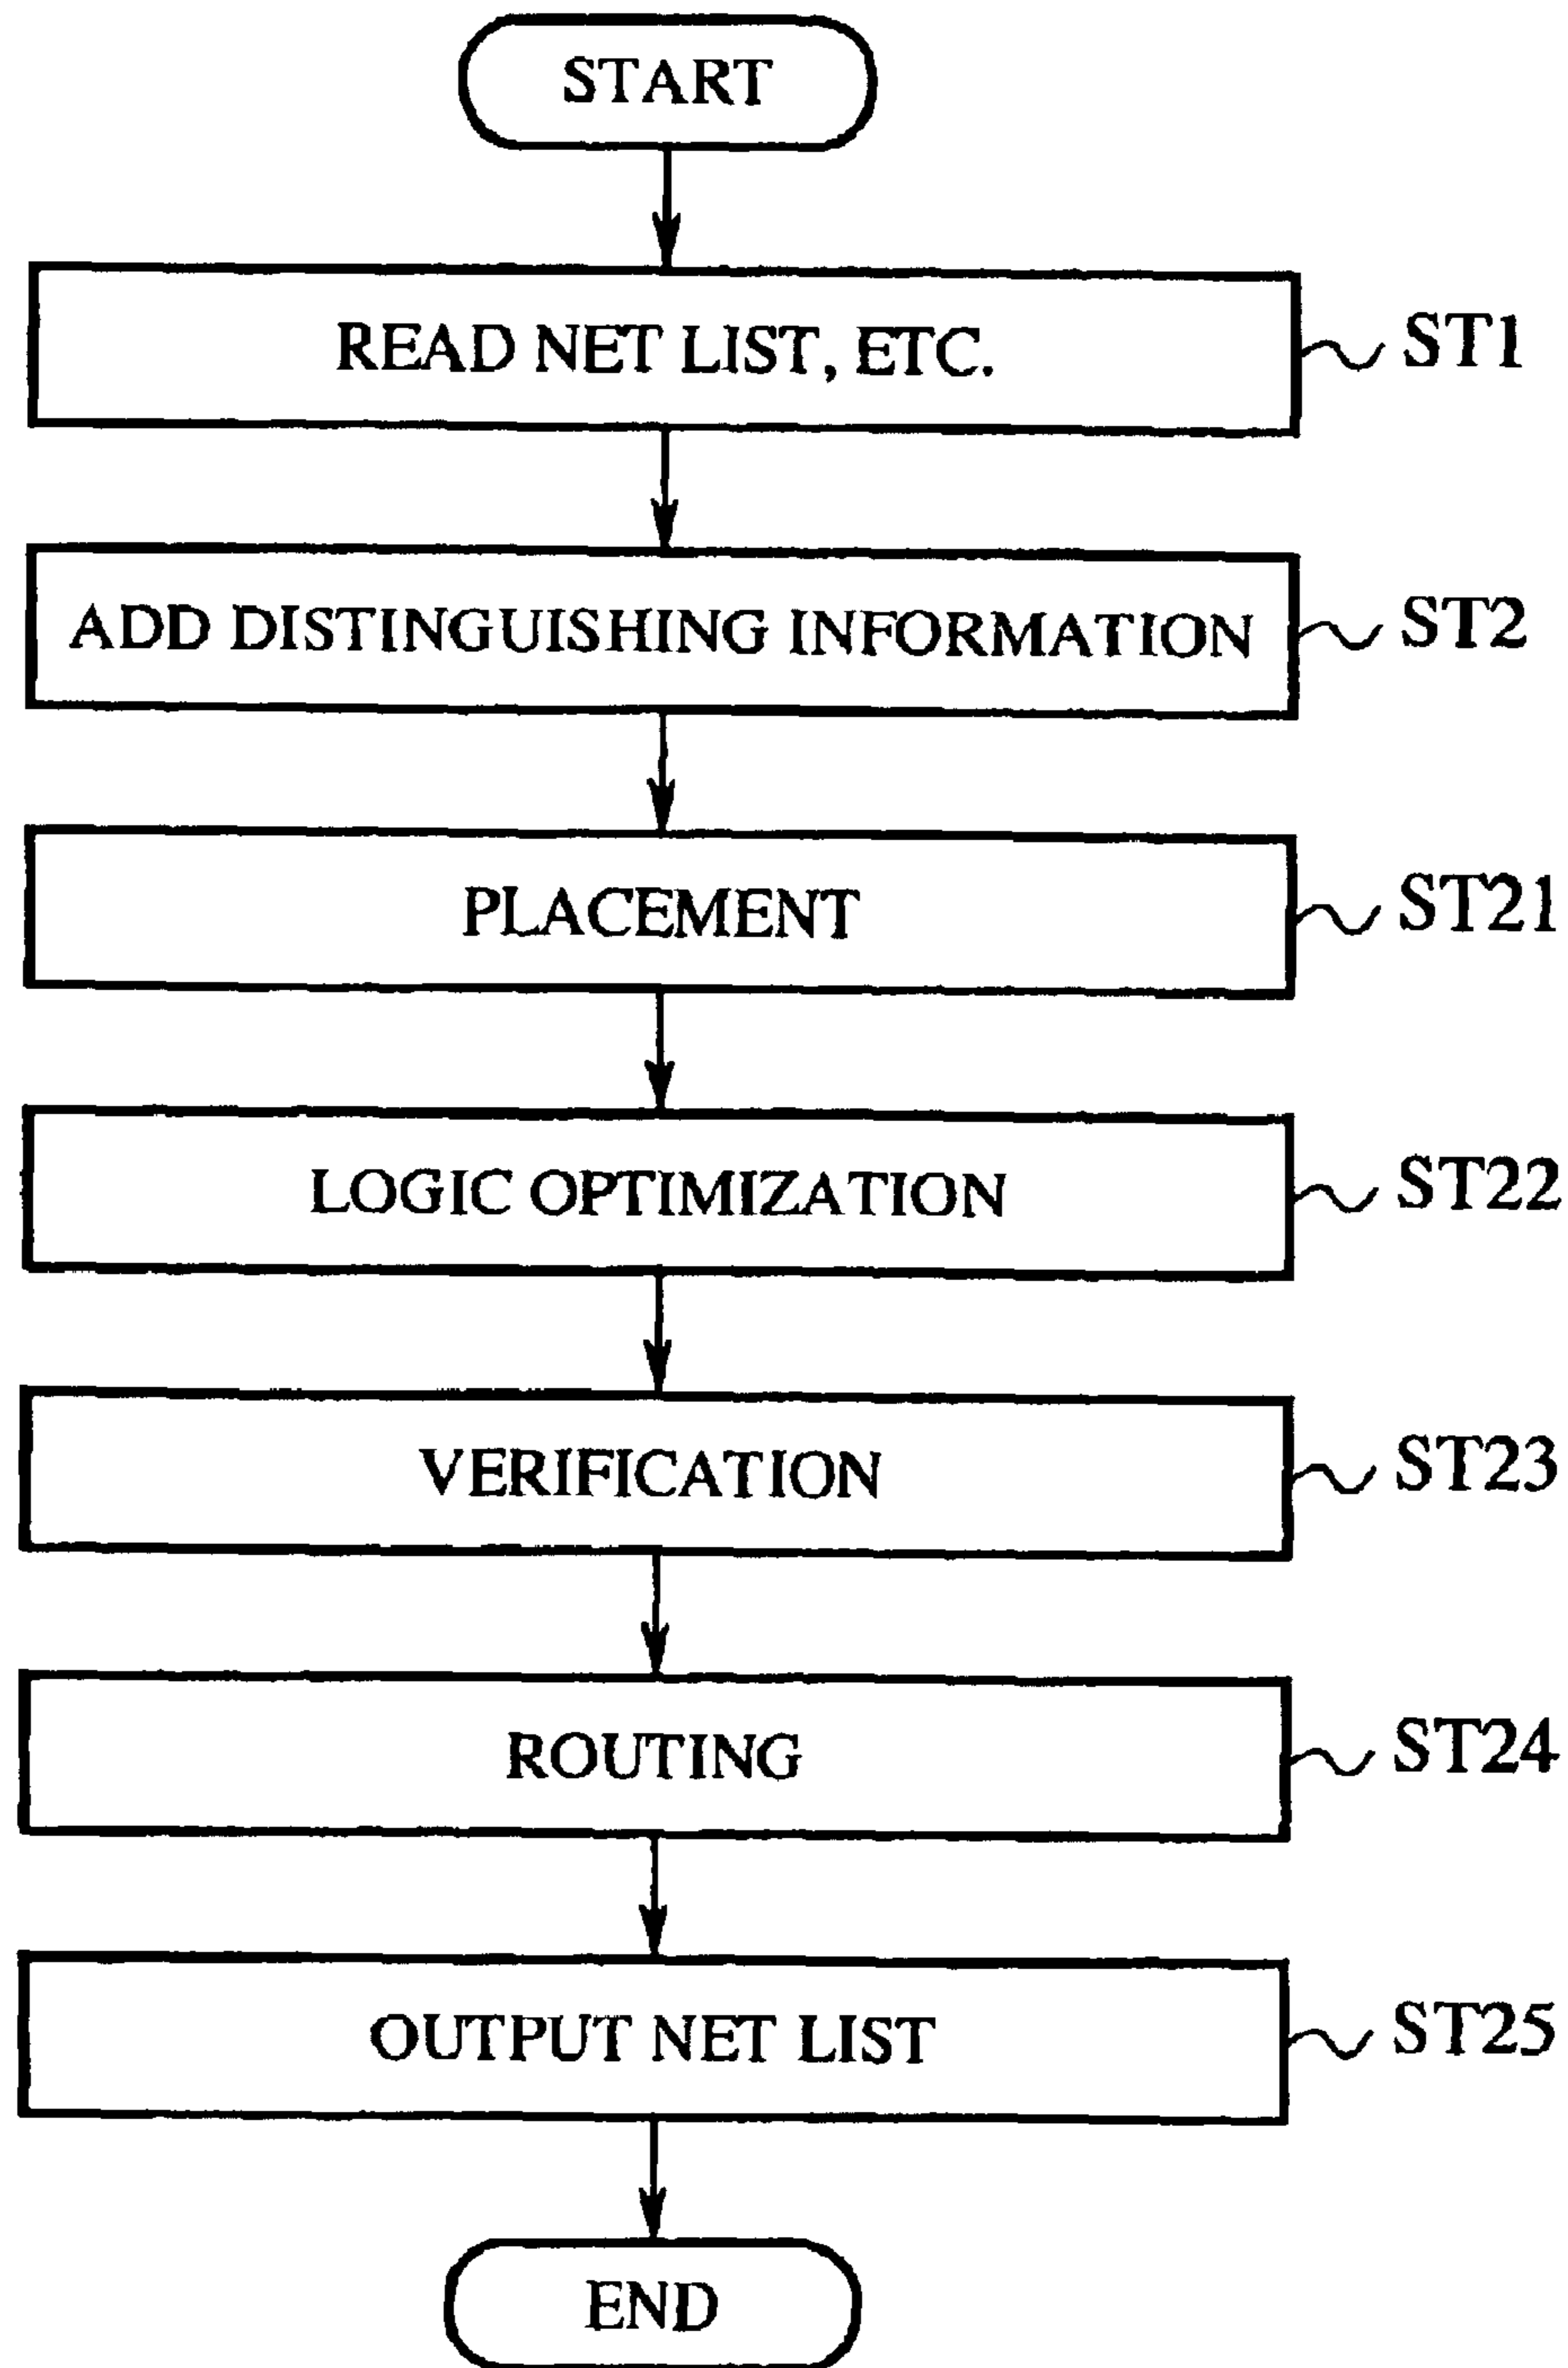 START
READ NET LIST, ETC. ST1
ADD DISTINGUISHING INFORMATION ST2
PLACEMENT ST21
LOGIC OPTIMIZATION ST22
VERIFICATION ST23
ROUTING ST24
OUTPUT NET LIST ST25
END